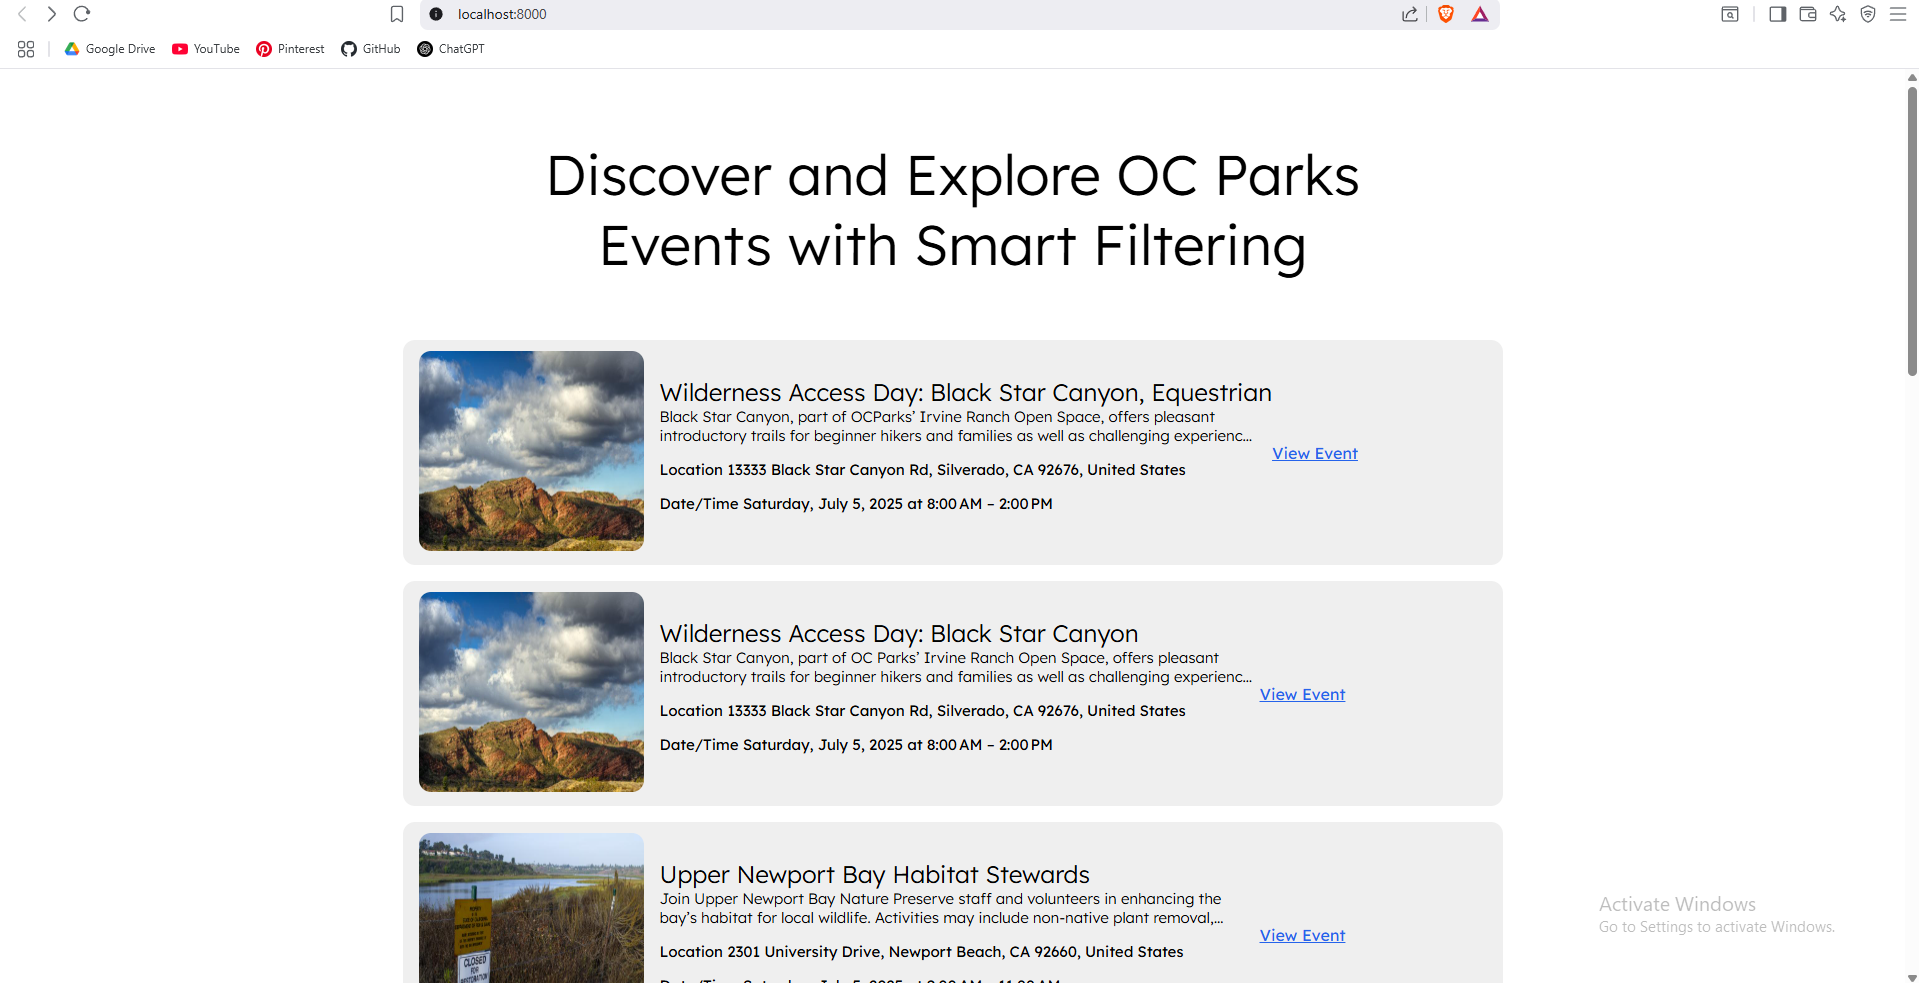 localhost:8000
Google Drive
YouTube
Pinterest
GitHub
ChatGPT
Discover and Explore OC Parks
Events with Smart Filtering
Wilderness Access Day: Black Star Canyon, Equestrian
Black Star Canyon, part of OCParks’ Irvine Ranch Open Space, offers pleasant
introductory trails for beginner hikers and families as well as challenging experienc...
Location 13333 Black Star Canyon Rd, Silverado, CA 92676, United States
Date/Time Saturday, July 5, 2025 at 8:00 AM – 2:00 PM
View Event
Wilderness Access Day: Black Star Canyon
Black Star Canyon, part of OC Parks’ Irvine Ranch Open Space, offers pleasant
introductory trails for beginner hikers and families as well as challenging experienc...
Location 13333 Black Star Canyon Rd, Silverado, CA 92676, United States
Date/Time Saturday, July 5, 2025 at 8:00 AM – 2:00 PM
View Event
Upper Newport Bay Habitat Stewards
Join Upper Newport Bay Nature Preserve staff and volunteers in enhancing the
bay’s habitat for local wildlife. Activities may include non-native plant removal,...
Location 2301 University Drive, Newport Beach, CA 92660, United States
View Event
CLOSED
FOR
RESTORATION
Activate Windows
Go to Settings to activate Windows.